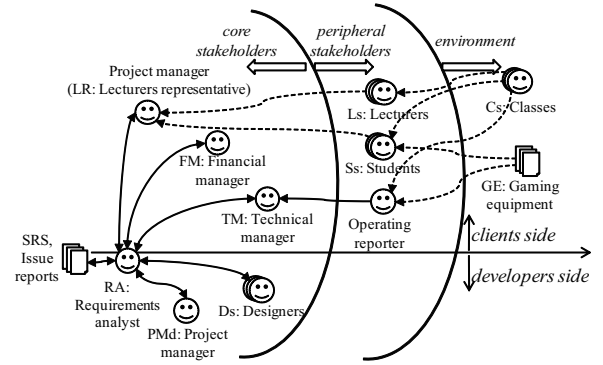 core
stakeholders
peripheral
stakeholders
environment
Project manager
(LR: Lecturers representative)
Ls: Lecturers
Cs: Classes
FM: Financial
manager
Ss: Students
GE: Gaming
equipment
TM: Technical
manager
Operating
reporter
clients side
SRS,
Issue
reports
developers side
RA:
Requirements
analyst
Ds: Designers
PMd: Project
manager